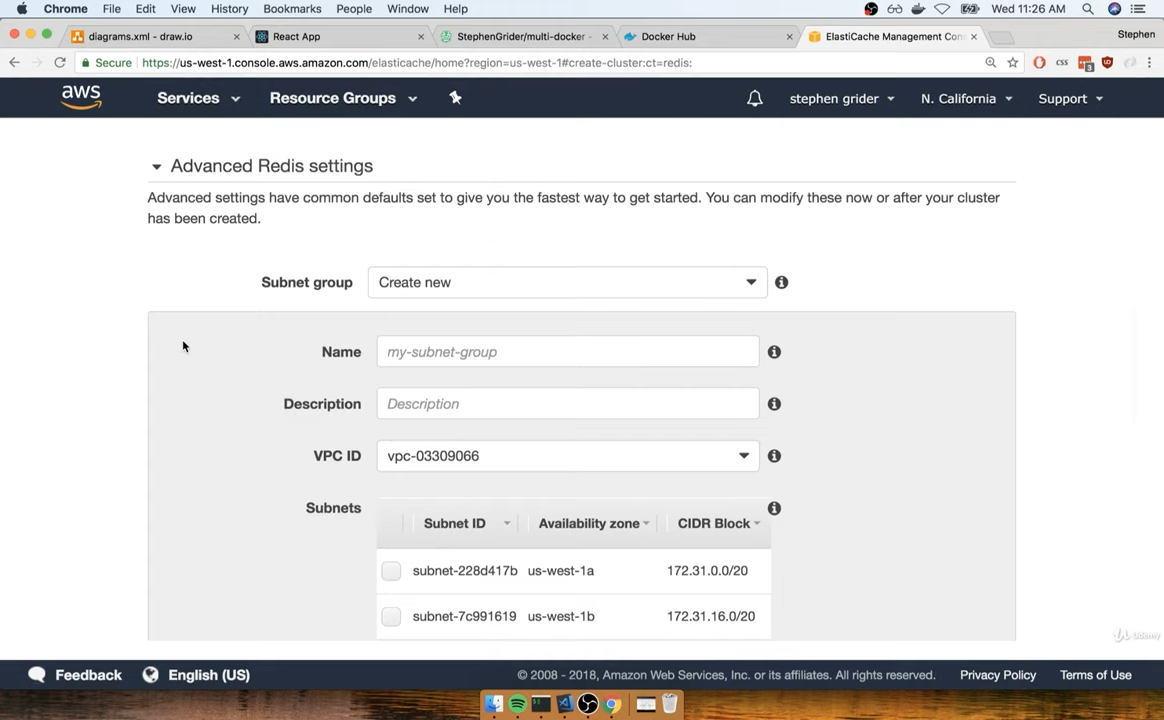 Chrome File Edit View History Bookmarks People Window Help Wed 11:26 AM
diagrams.xml - draw.io React App StephenGrider/multi-docker - Docker Hub ElastiCache Management Con Stephen
Secure https://us-west-1.console.aws.amazon.com/elasticache/home?region=us-west-1#create-cluster:ct=redis: CSS 3
aws Services Resource Groups stephen grider N. California Support
Advanced Redis settings
Advanced settings have common defaults set to give you the fastest way to get started. You can modify these now or after your cluster
has been created.
Subnet group Create new
Name my-subnet-group
Description Description
VPC ID vpc-03309066
Subnets
Subnet ID Availability zone CIDR Block
subnet-228d417b us-west-1a 172.31.0.0/20
subnet-7c991619 us-west-1b 172.31.16.0/20
Udemy
Feedback English (US) © 2008 - 2018, Amazon Web Services, Inc. or its affiliates. All rights reserved. Privacy Policy Terms of Use